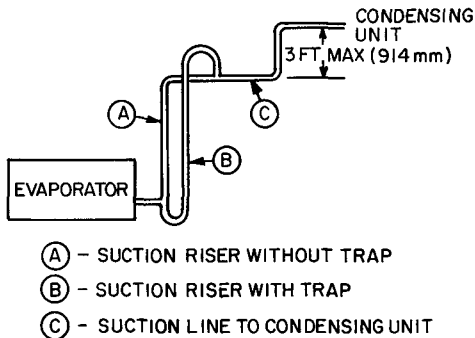 CONDENSING
UNIT
3 FT, MAX (914 mm)
A
C
B
EVAPORATOR
A - SUCTION RISER WITHOUT TRAP
B - SUCTION RISER WITH TRAP
C - SUCTION LINE TO CONDENSING UNIT